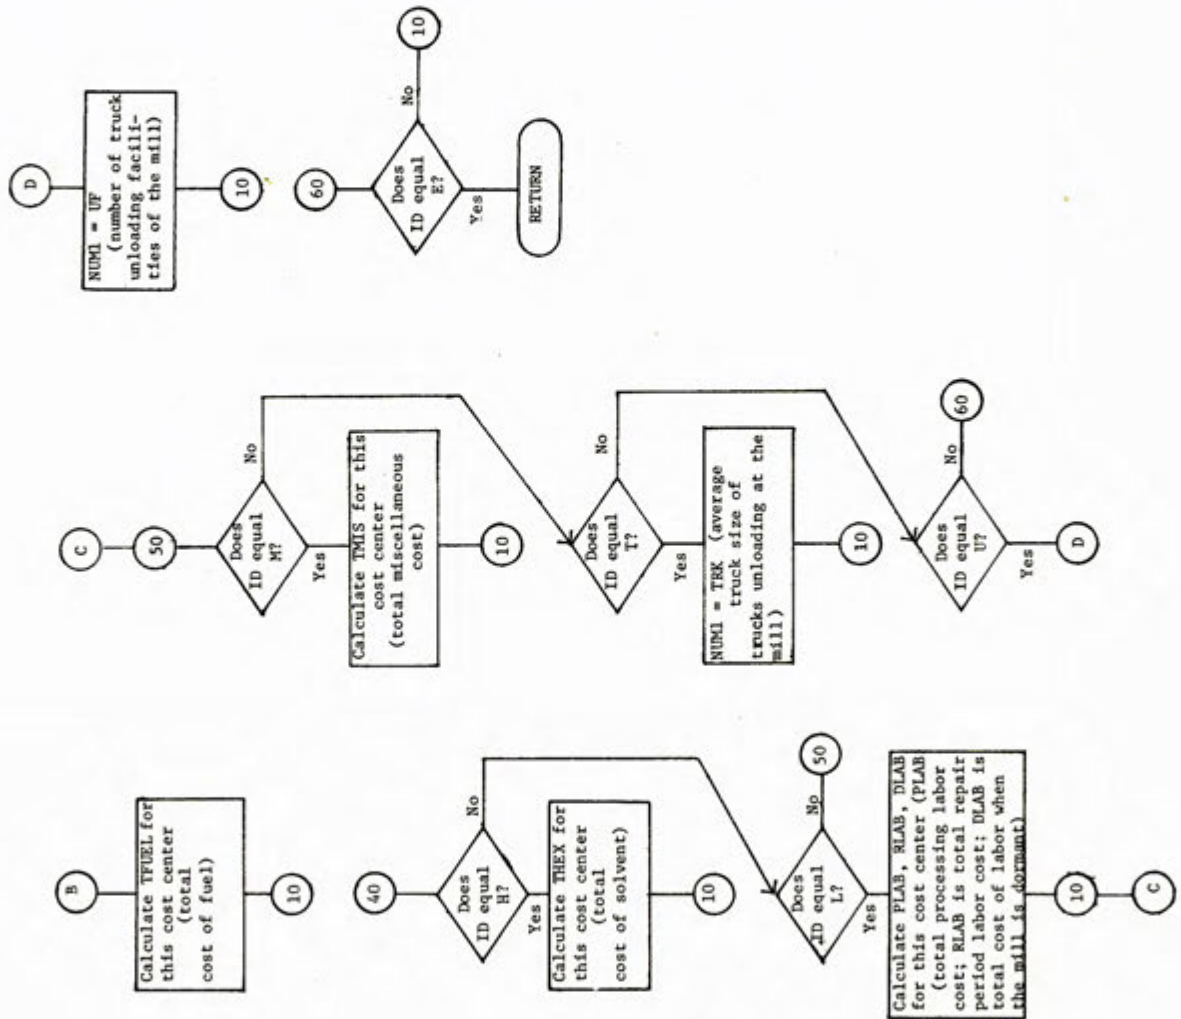 B
Calculate TFUEL for
this cost center
(total
cost of fuel)
10
40
Does
ID equal
H?
No
Yes
Calculate THEX for
this cost center
(total
cost of solvent)
10
Does
ID equal
L?
No
50
Yes
Calculate PLAB, RLAB, DLAB
for this cost center (PLAB
(total processing labor
cost; RLAB is total repair
period labor cost; DLAB is
total cost of labor when
the mill is dormant)
10
C
C
50
Does
ID equal
M?
No
Yes
Calculate TMIS for this
cost center
(total miscellaneous
cost)
10
Does
ID equal
T?
No
Yes
NUM1 = TRK (average
truck size of
trucks unloading at the
mill)
10
Does
ID equal
U?
No
60
Yes
D
D
NUM1 = UF
(number of truck
unloading facili-
ties of the mill)
10
60
Does
ID equal
E?
No
10
Yes
RETURN